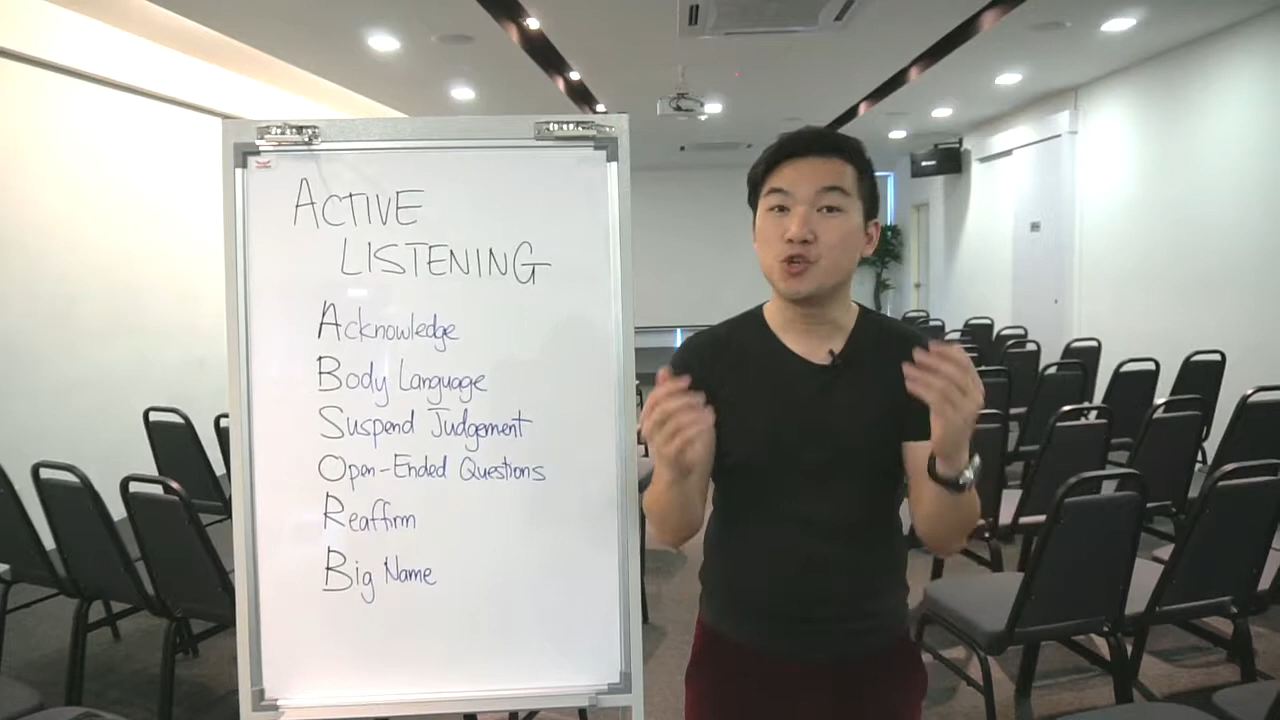 ACTIVE
LISTENING
Acknowledge
Body Language
Suspend Judgement
Open-Ended Questions
Reaffirm
Big Name